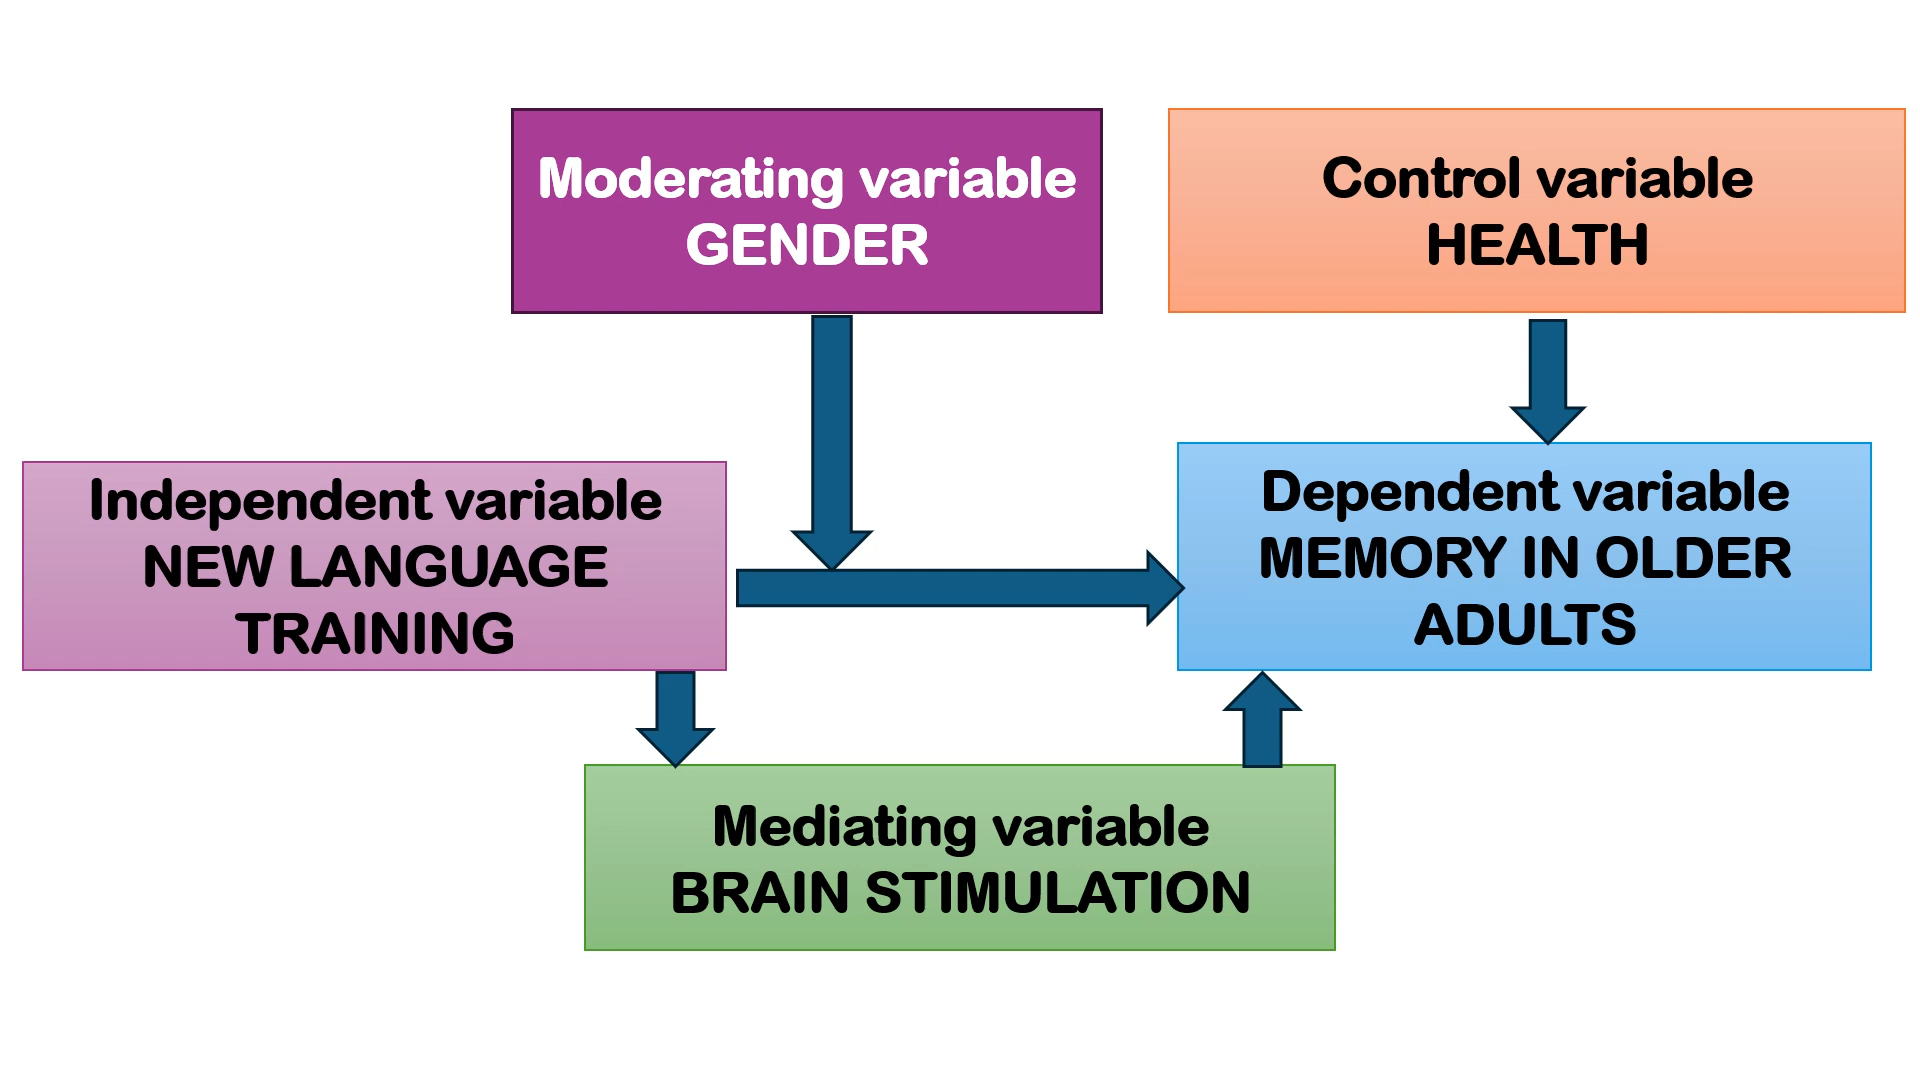 Moderating variable
GENDER
Control variable
HEALTH
Independent variable
NEW LANGUAGE
TRAINING
Dependent variable
MEMORY IN OLDER
ADULTS
Mediating variable
BRAIN STIMULATION